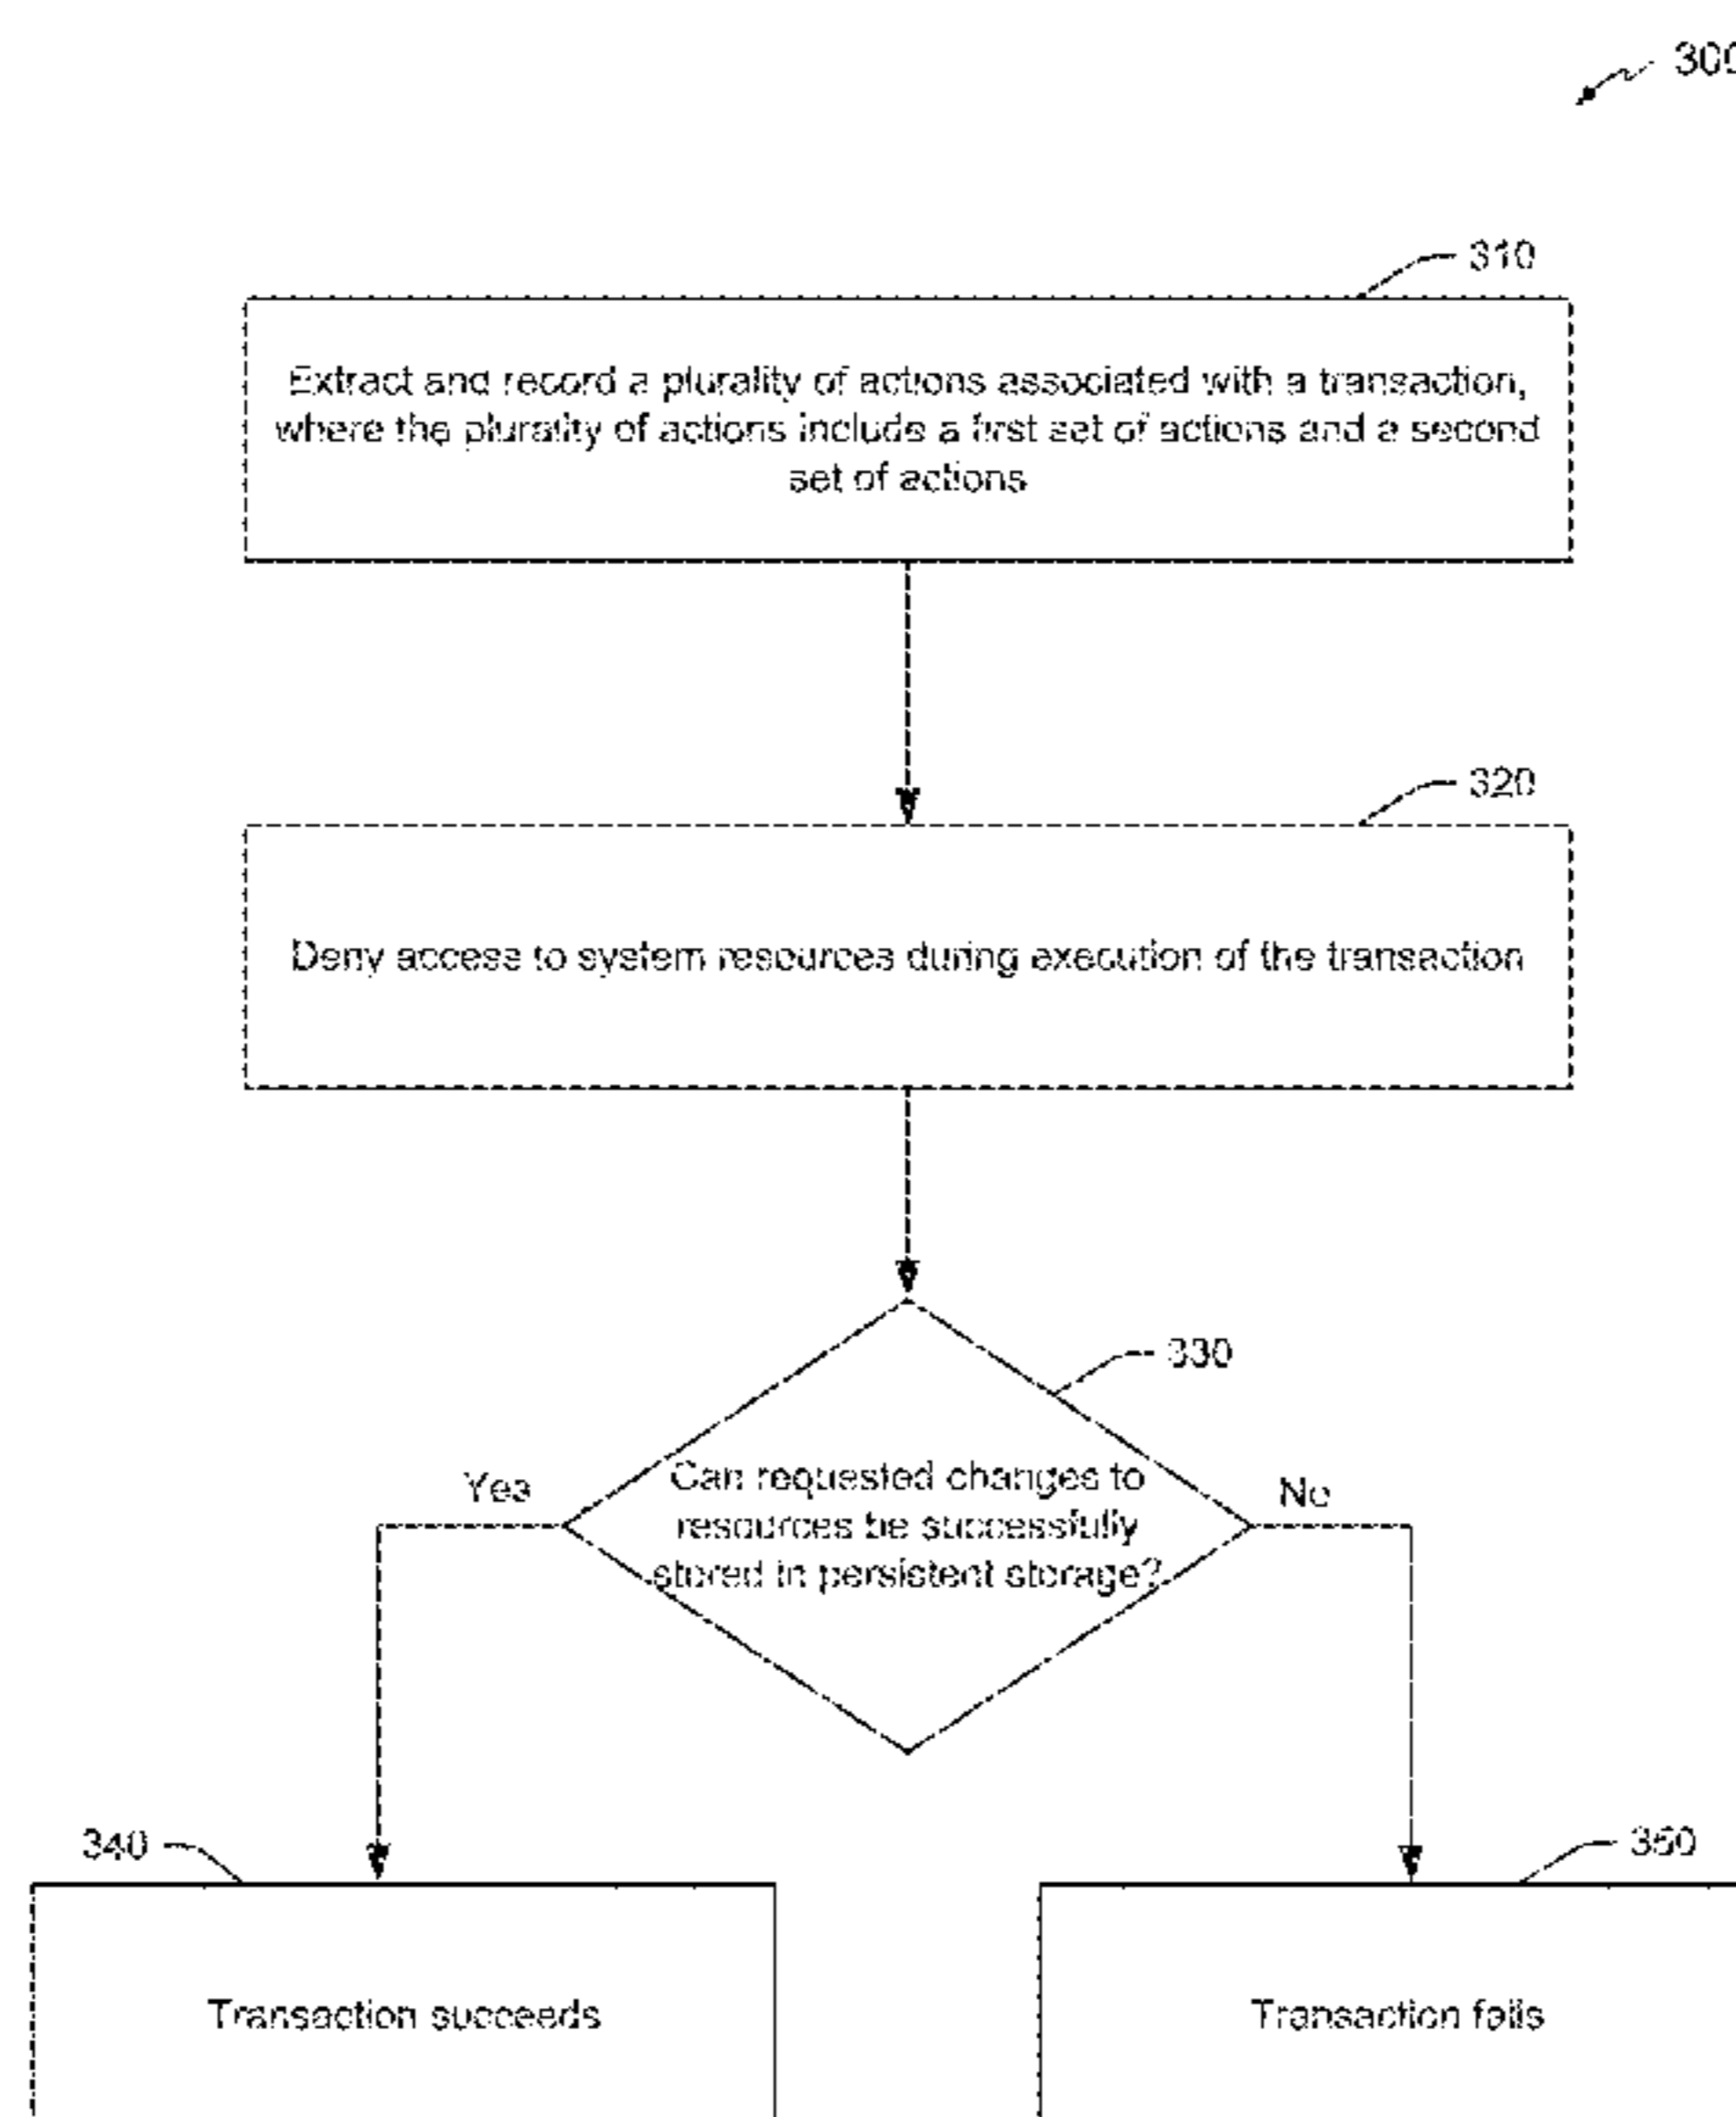 300
310
Extract and record a plurality of actions associated with a transaction,
where the plurality of actions include a first set of actions and a second
set of actions
320
Deny access to system resources during execution of the transaction
330
Can requested changes to
resources be successfully
stored in persistent storage?
Yes
No
340
350
Transaction succeeds
Transaction fails